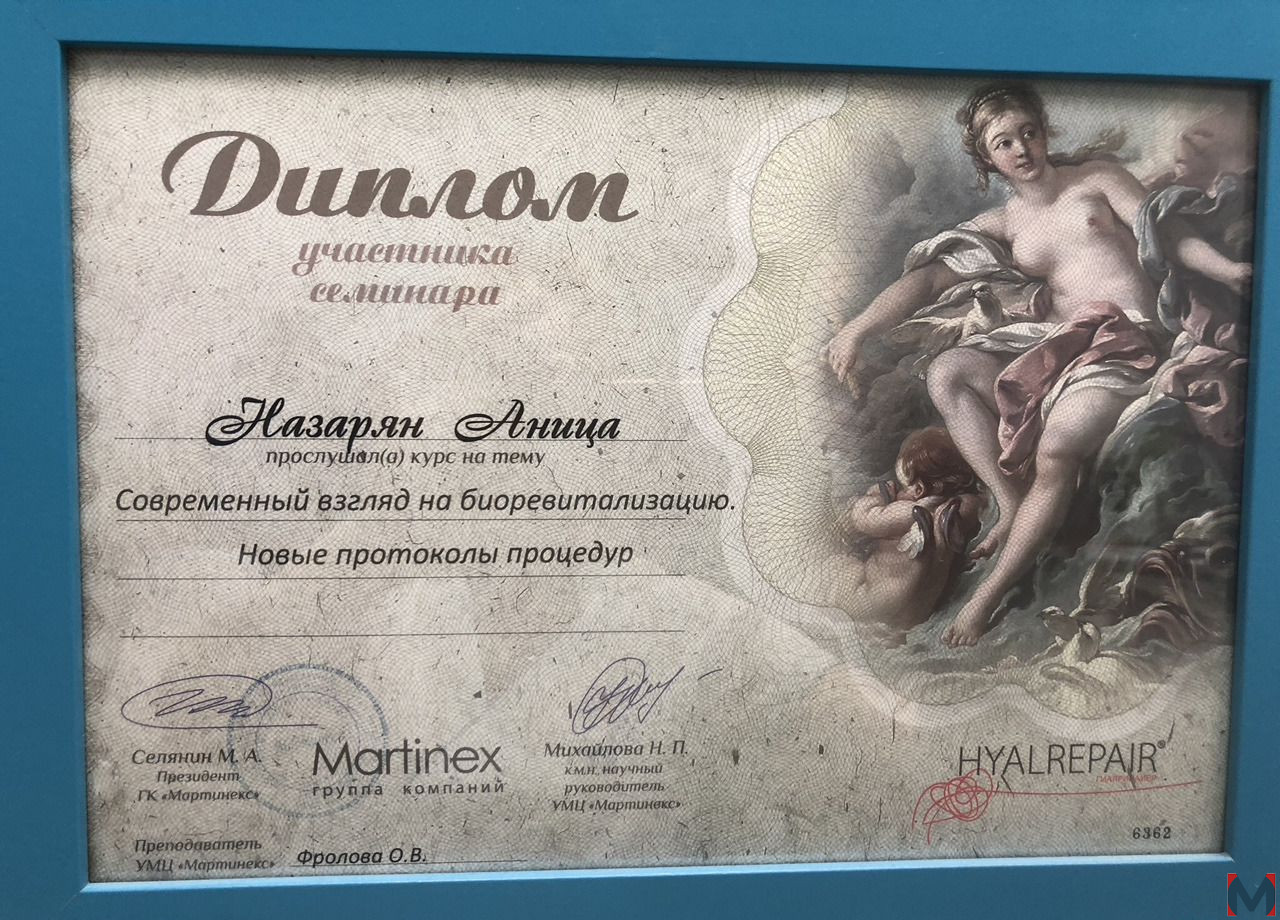 Диплом
участника
семинара
Назарян Аница
прослушал(а) курс на тему
Современный взгляд на биоревитализацию.
Новые протоколы процедур
Селянин М. А.
Президент
ГК «Мартинекс»
Martinex
группа компаний
Михайлова Н. П.
к.м.н. научный
руководитель
УМЦ «Мартинекс»
HYALREPAIR®
ГИАЛРИПАЙЕР
6362
Преподаватель
УМЦ «Мартинекс»
Фролова О.В.
M